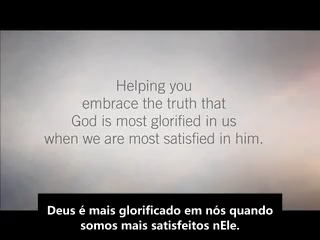 Helping you
embrace the truth that
God is most glorified in us
when we are most satisfied in him.
Deus é mais glorificado em nós quando
somos mais satisfeitos nEle.